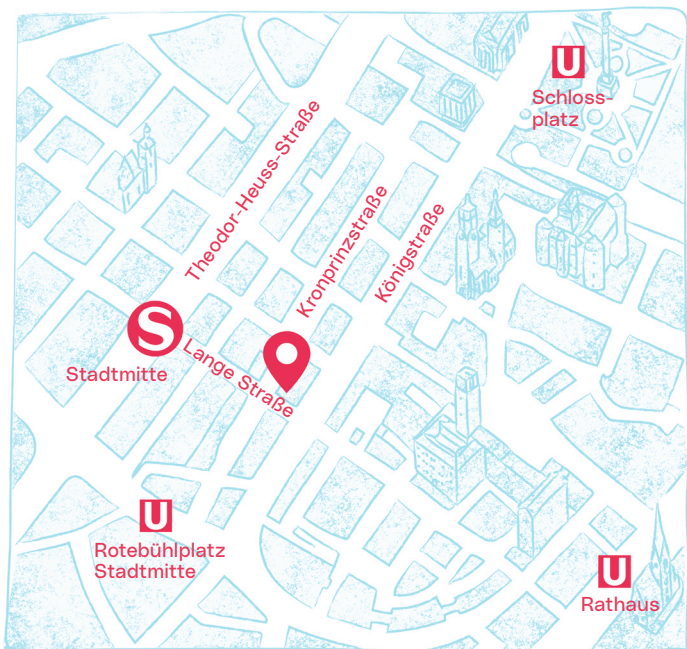 U
Schloss-
platz
Theodor-Heuss-Straße
Kronprinzstraße
Königstraße
S
Stadtmitte
Lange Straße
U
Rotebühlplatz
Stadtmitte
U
Rathaus